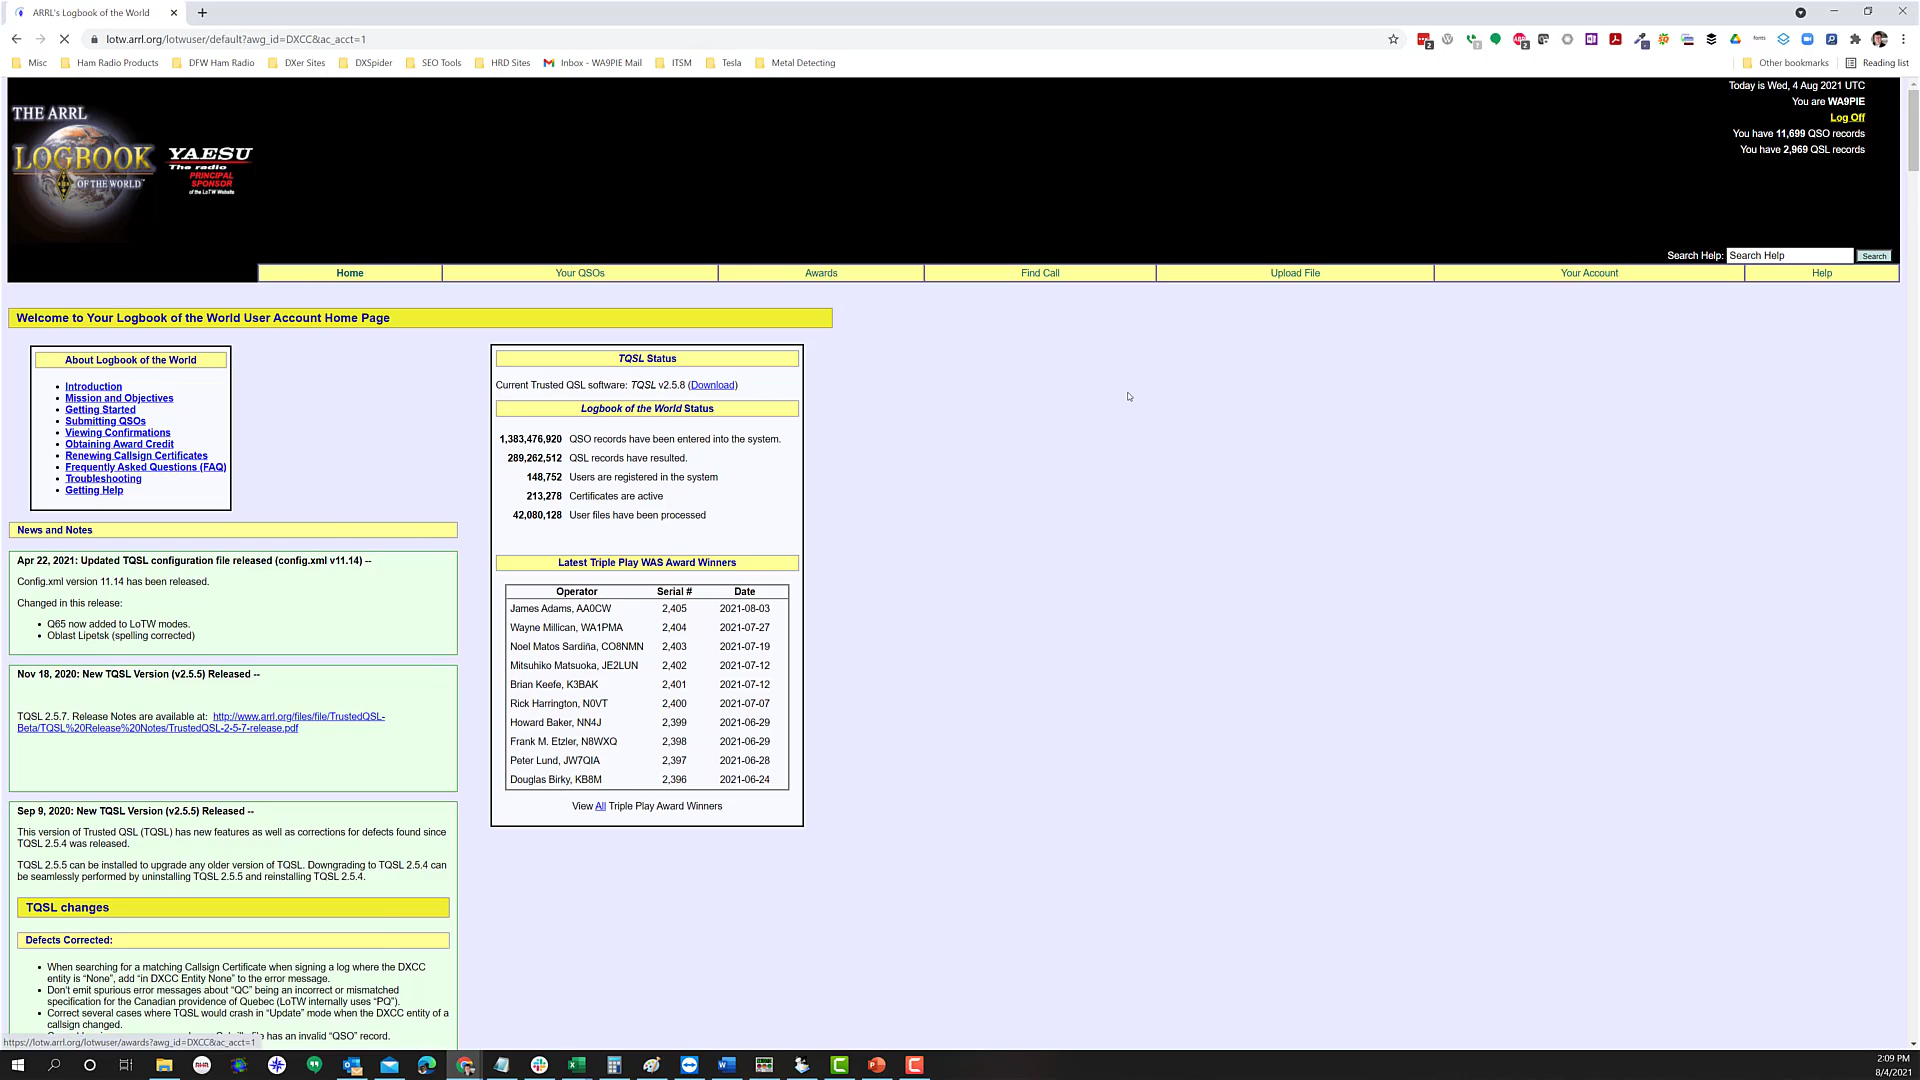 ARRL's Logbook of the World
lotw.arrl.org/lotwuser/default?awg_id=DXCC&ac_acct=1
Misc
Ham Radio Products
DFW Ham Radio
DXer Sites
DXSpider
SEO Tools
HRD Sites
Inbox - WA9PIE Mail
ITSM
Tesla
Metal Detecting
Other bookmarks
Reading list
THE ARRL
LOGBOOK
OF THE WORLD
YAESU
The radio
PRINCIPAL
SPONSOR
of the LoTW Website
Today is Wed, 4 Aug 2021 UTC
You are WA9PIE
Log Off
You have 11,699 QSO records
You have 2,969 QSL records
Search Help: Search Help Search
Home
Your QSOs
Awards
Find Call
Upload File
Your Account
Help
Welcome to Your Logbook of the World User Account Home Page
About Logbook of the World
Introduction
Mission and Objectives
Getting Started
Submitting QSOs
Viewing Confirmations
Obtaining Award Credit
Renewing Callsign Certificates
Frequently Asked Questions (FAQ)
Troubleshooting
Getting Help
News and Notes
Apr 22, 2021: Updated TQSL configuration file released (config.xml v11.14) --
Config.xml version 11.14 has been released.
Changed in this release:
Q65 now added to LoTW modes.
Oblast Lipetsk (spelling corrected)
Nov 18, 2020: New TQSL Version (v2.5.5) Released --
TQSL 2.5.7. Release Notes are available at: http://www.arrl.org/files/file/TrustedQSL-
Beta/TQSL%20Release%20Notes/TrustedQSL-2-5-7-release.pdf
Sep 9, 2020: New TQSL Version (v2.5.5) Released --
This version of Trusted QSL (TQSL) has new features as well as corrections for defects found since
TQSL 2.5.4 was released.
TQSL 2.5.5 can be installed to upgrade any older version of TQSL. Downgrading to TQSL 2.5.4 can
be seamlessly performed by uninstalling TQSL 2.5.5 and reinstalling TQSL 2.5.4.
TQSL changes
Defects Corrected:
When searching for a matching Callsign Certificate when signing a log where the DXCC
entity is "None", add "in DXCC Entity None" to the error message.
Don't emit spurious error messages about "QC" being an incorrect or mismatched
specification for the Canadian providence of Quebec (LoTW internally uses "PQ").
Correct several cases where TQSL would crash in "Update" mode when the DXCC entity of a
callsign changed.
has an invalid "QSO" record.
https://lotw.arrl.org/lotwuser/awards?awg_id=DXCC&ac_acct=1
TQSL Status
Current Trusted QSL software: TQSL v2.5.8 (Download)
Logbook of the World Status
1,383,476,920 QSO records have been entered into the system.
289,262,512 QSL records have resulted.
148,752 Users are registered in the system
213,278 Certificates are active
42,080,128 User files have been processed
Latest Triple Play WAS Award Winners
Operator Serial # Date
James Adams, AA0CW 2,405 2021-08-03
Wayne Millican, WA1PMA 2,404 2021-07-27
Noel Matos Sardiña, CO8NMN 2,403 2021-07-19
Mitsuhiko Matsuoka, JE2LUN 2,402 2021-07-12
Brian Keefe, K3BAK 2,401 2021-07-12
Rick Harrington, N0VT 2,400 2021-07-07
Howard Baker, NN4J 2,399 2021-06-29
Frank M. Etzler, N8WXQ 2,398 2021-06-29
Peter Lund, JW7QIA 2,397 2021-06-28
Douglas Birky, KB8M 2,396 2021-06-24
View All Triple Play Award Winners
2:09 PM
8/4/2021